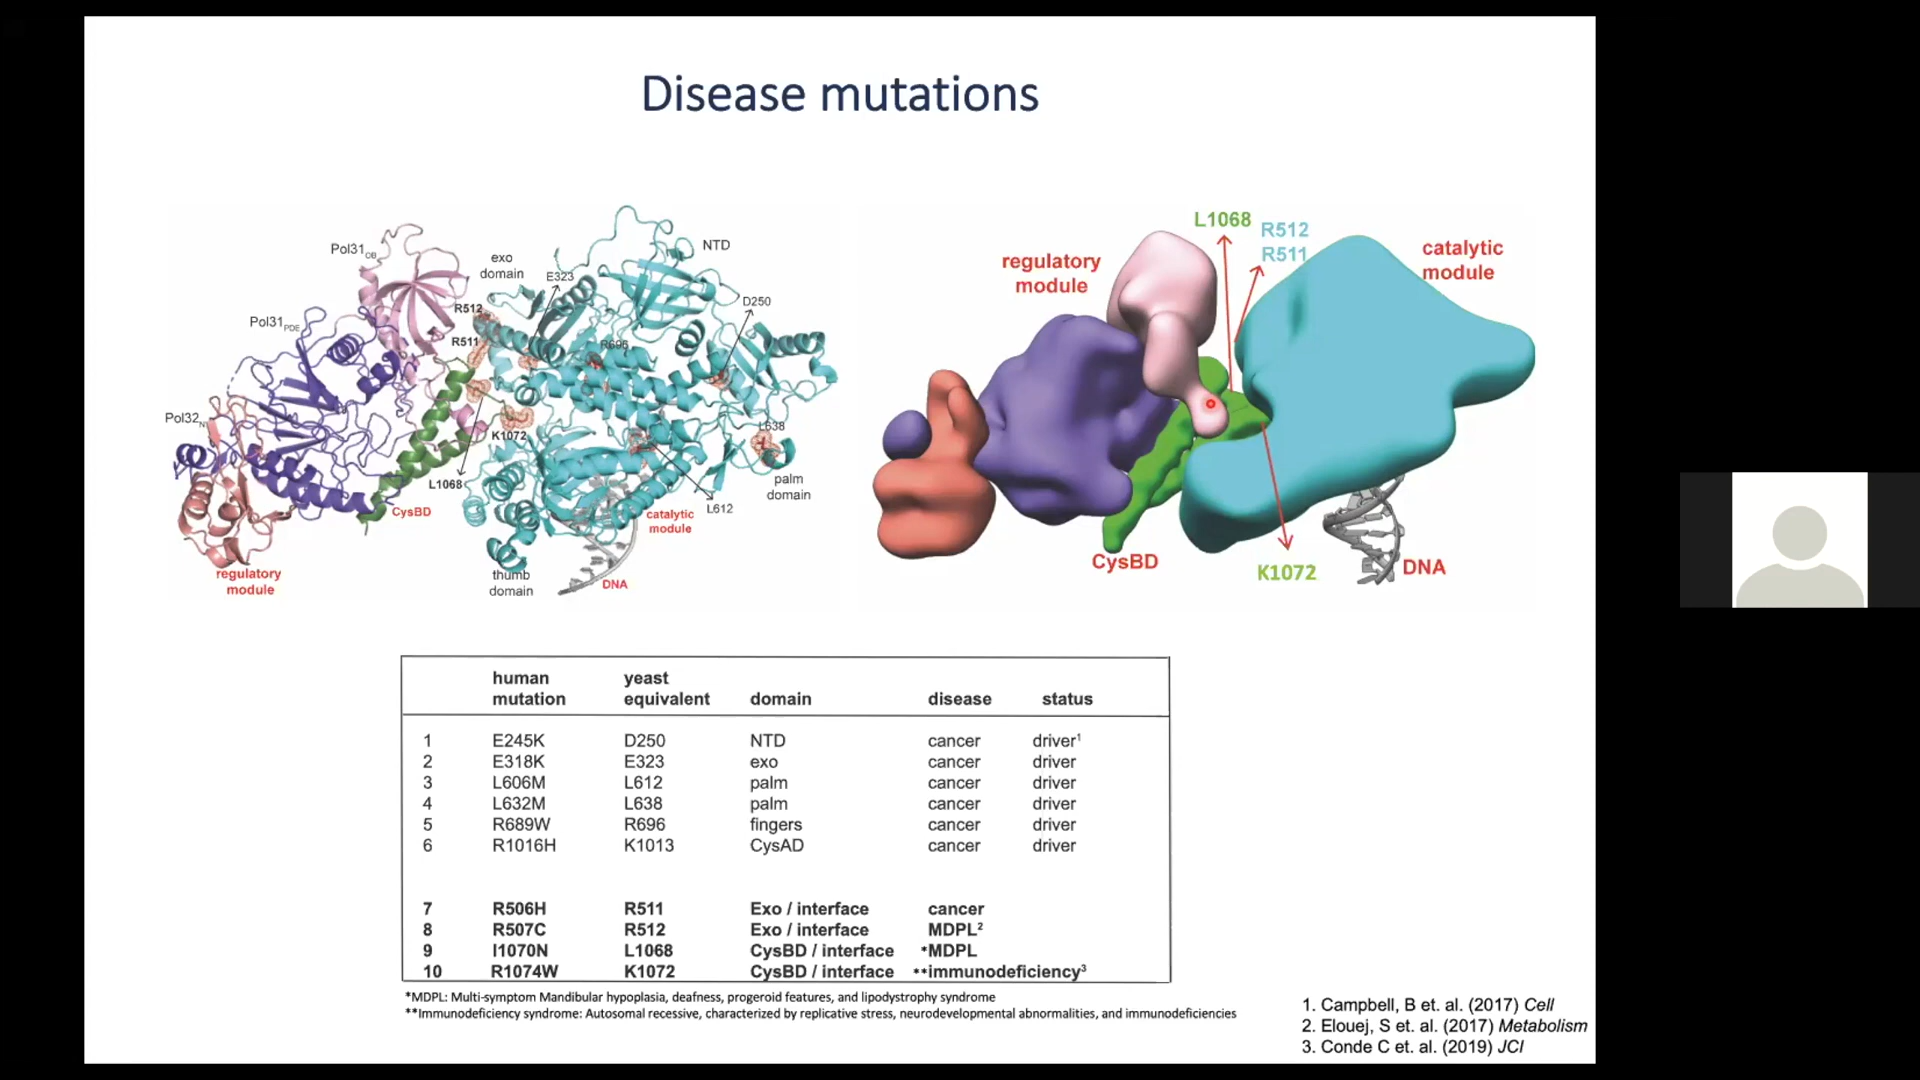 Disease mutations
Pol31OB
Pol31PDE
Pol32N
regulatory
module
CysBD
exo
domain
E323
NTD
D250
R512
R511
R696
K1072
L1068
L638
palm
domain
L612
catalytic
module
thumb
domain
DNA
regulatory
module
L1068
R512
R511
catalytic
module
CysBD
K1072
DNA
human mutation yeast equivalent domain disease status
1 E245K D250 NTD cancer driver1
2 E318K E323 exo cancer driver
3 L606M L612 palm cancer driver
4 L632M L638 palm cancer driver
5 R689W R696 fingers cancer driver
6 R1016H K1013 CysAD cancer driver
7 R506H R511 Exo / interface cancer
8 R507C R512 Exo / interface MDPL2
9 I1070N L1068 CysBD / interface *MDPL
10 R1074W K1072 CysBD / interface **immunodeficiency3
*MDPL: Multi-symptom Mandibular hypoplasia, deafness, progeroid features, and lipodystrophy syndrome
**Immunodeficiency syndrome: Autosomal recessive, characterized by replicative stress, neurodevelopmental abnormalities, and immunodeficiencies
1. Campbell, B et. al. (2017) Cell
2. Elouej, S et. al. (2017) Metabolism
3. Conde C et. al. (2019) JCI